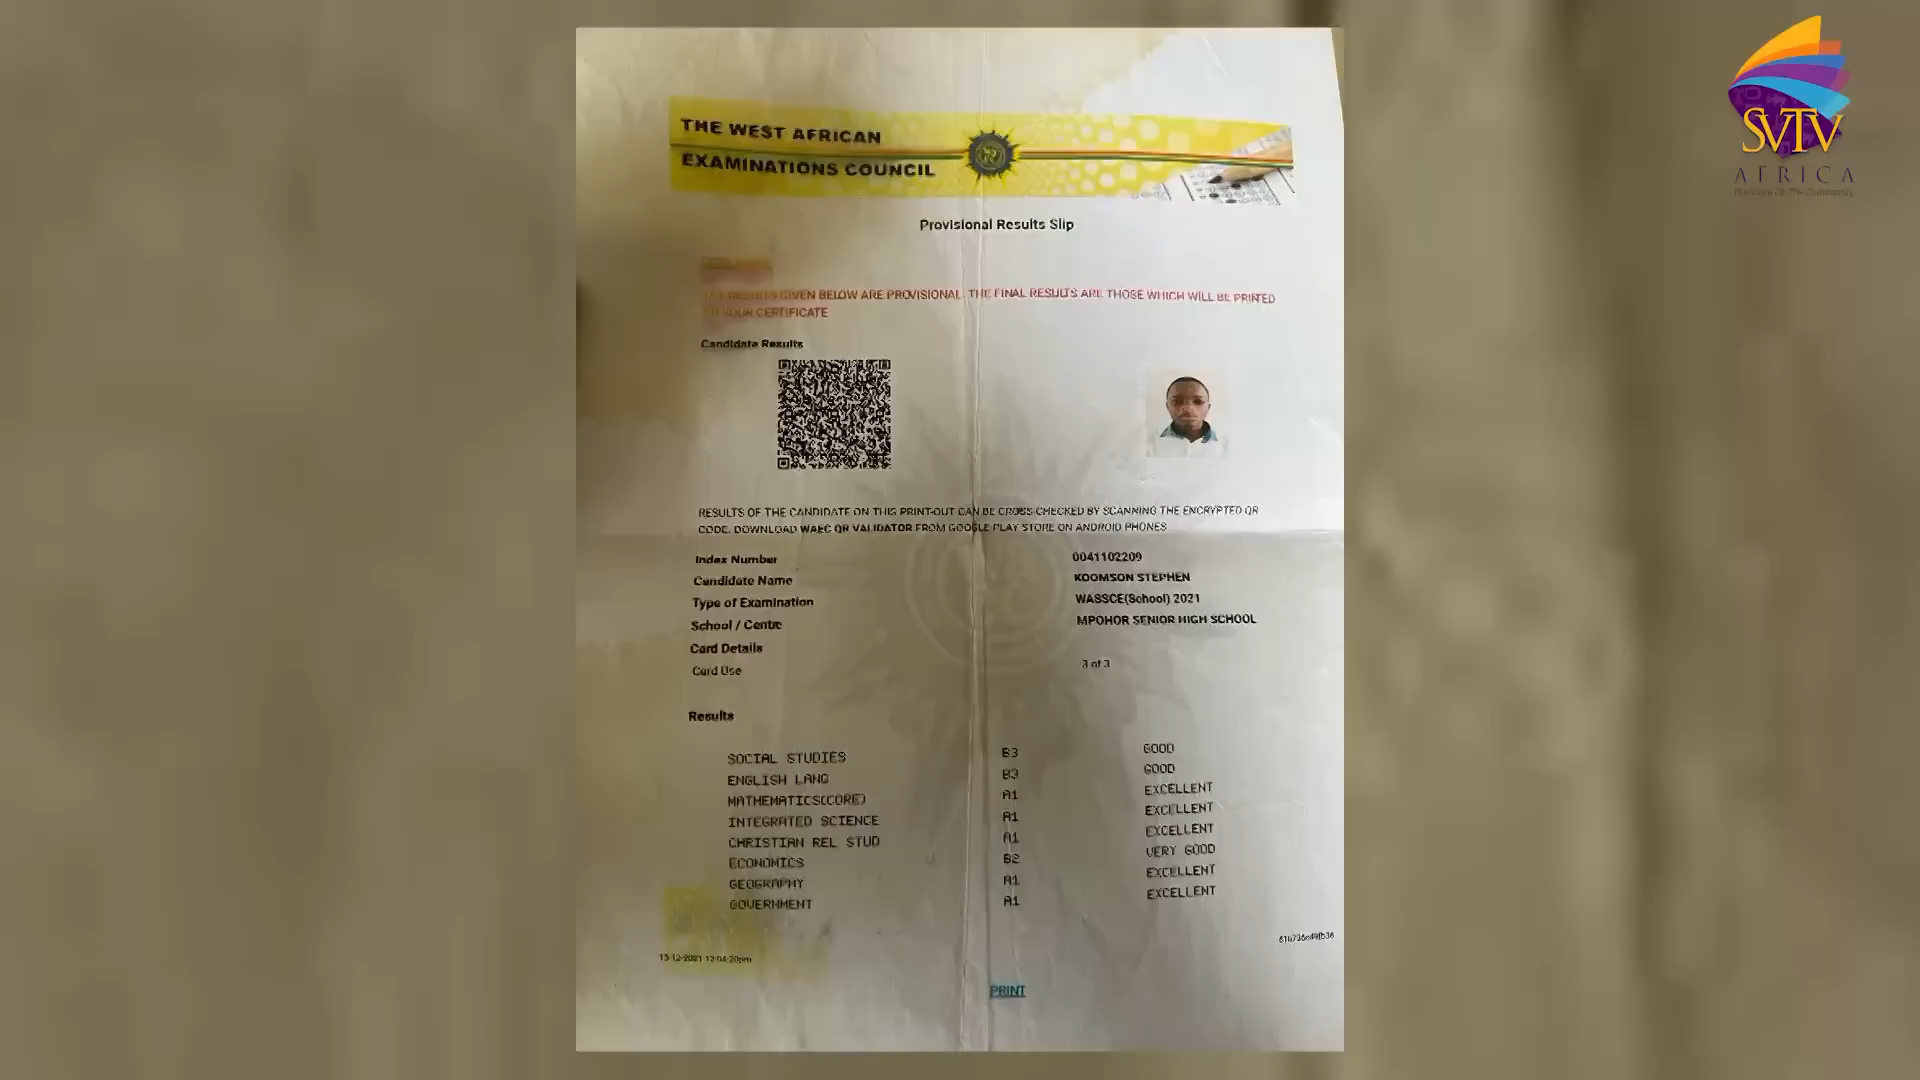 SVTV
AFRICA
The Voice Of The Community
THE WEST AFRICAN
EXAMINATIONS COUNCIL
Provisional Results Slip
THE RESULTS GIVEN BELOW ARE PROVISIONAL. THE FINAL RESULTS ARE THOSE WHICH WILL BE PRINTED
ON YOUR CERTIFICATE
Candidate Results
RESULTS OF THE CANDIDATE ON THIS PRINT-OUT CAN BE CROSS-CHECKED BY SCANNING THE ENCRYPTED QR
CODE. DOWNLOAD WAEC QR VALIDATOR FROM GOOGLE PLAY STORE ON ANDROID PHONES
Index Number 0041102209
Candidate Name KOOMSON STEPHEN
Type of Examination WASSCE(School) 2021
School / Centre MPOHOR SENIOR HIGH SCHOOL
Card Details
Card Use 3 of 3
Results
SOCIAL STUDIES B3 GOOD
ENGLISH LANG B3 GOOD
MATHEMATICS(CORE) A1 EXCELLENT
INTEGRATED SCIENCE A1 EXCELLENT
CHRISTIAN REL STUD A1 EXCELLENT
ECONOMICS B2 VERY GOOD
GEOGRAPHY A1 EXCELLENT
GOVERNMENT A1 EXCELLENT
13-12-2021 12:04:20pm
PRINT